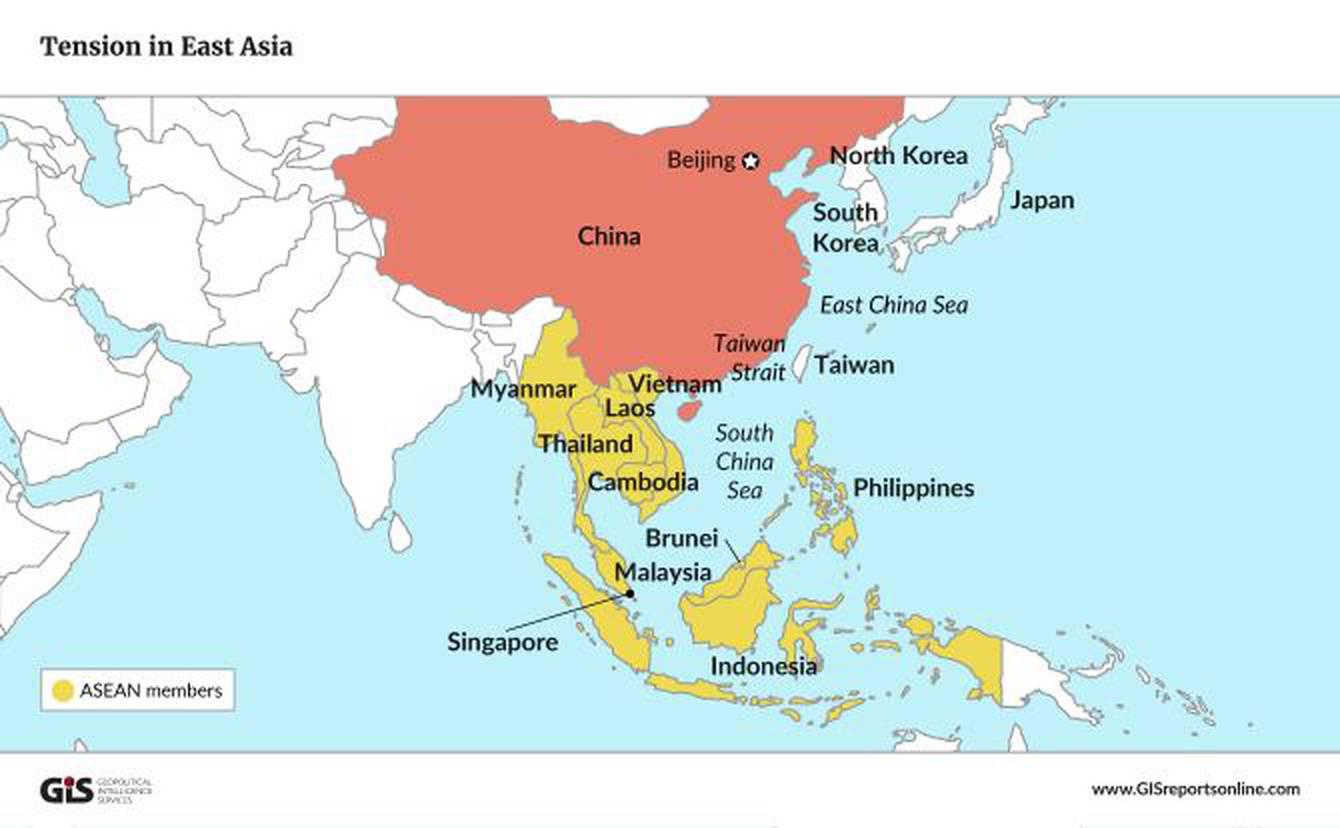 Tension in East Asia
Beijing
North Korea
Japan
South
Korea
China
East China Sea
Taiwan
Strait
Taiwan
Myanmar
Vietnam
Laos
Thailand
South
China
Sea
Cambodia
Philippines
Brunei
Malaysia
Singapore
Indonesia
ASEAN members
GIS
GEOPOLITICAL
INTELLIGENCE
SERVICES
www.GISreportsonline.com